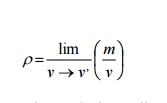 ρ = lim v → v' (m/v)